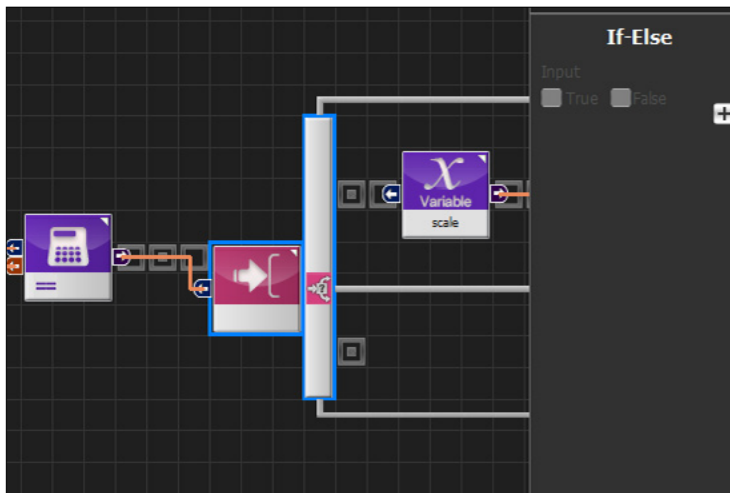 If-Else
Input
True False
X
Variable
scale
==
?